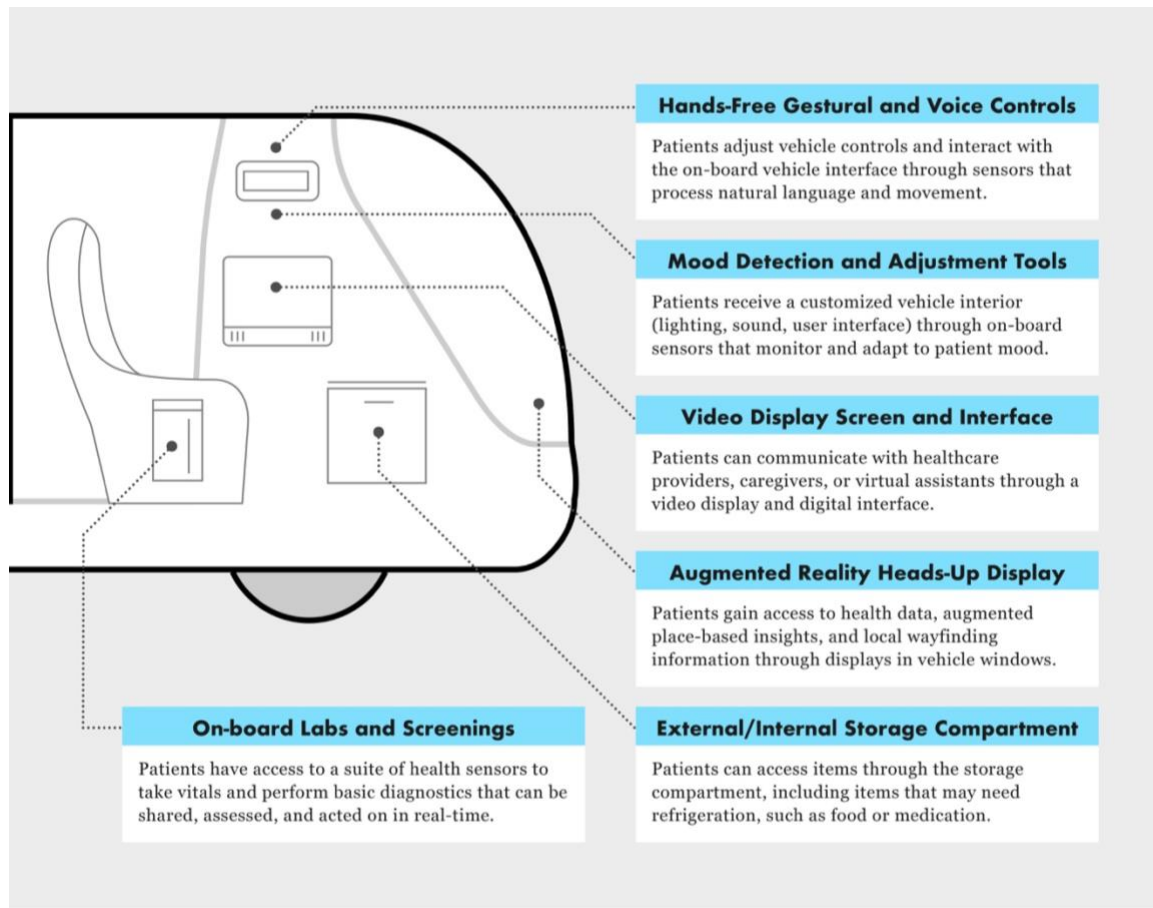 Hands-Free Gestural and Voice Controls
Patients adjust vehicle controls and interact with
the on-board vehicle interface through sensors that
process natural language and movement.
Mood Detection and Adjustment Tools
Patients receive a customized vehicle interior
(lighting, sound, user interface) through on-board
sensors that monitor and adapt to patient mood.
Video Display Screen and Interface
Patients can communicate with healthcare
providers, caregivers, or virtual assistants through a
video display and digital interface.
Augmented Reality Heads-Up Display
Patients gain access to health data, augmented
place-based insights, and local wayfinding
information through displays in vehicle windows.
On-board Labs and Screenings
Patients have access to a suite of health sensors to
take vitals and perform basic diagnostics that can be
shared, assessed, and acted on in real-time.
External/Internal Storage Compartment
Patients can access items through the storage
compartment, including items that may need
refrigeration, such as food or medication.